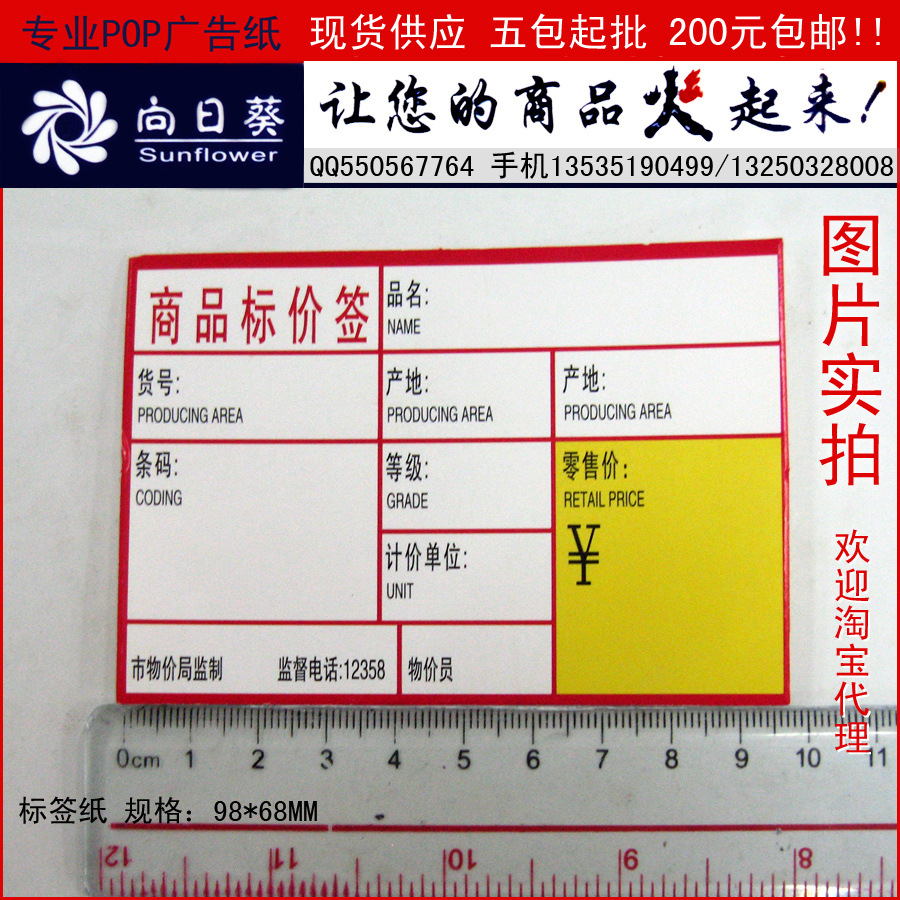 专业POP广告纸 现货供应 五包起批 200元包邮!!
向日葵
Sunflower
让您的商品火起来!
QQ550567764 手机13535190499/13250328008
图片实拍
欢迎淘宝代理
商品标价签
品名:
NAME
货号:
PRODUCING AREA
产地:
PRODUCING AREA
产地:
PRODUCING AREA
条码:
CODING
等级:
GRADE
零售价:
RETAIL PRICE
¥
计价单位:
UNIT
市物价局监制 监督电话:12358 物价员
0cm 1 2 3 4 5 6 7 8 9 10 11
标签纸 规格：98*68MM
12 11 10 9 8